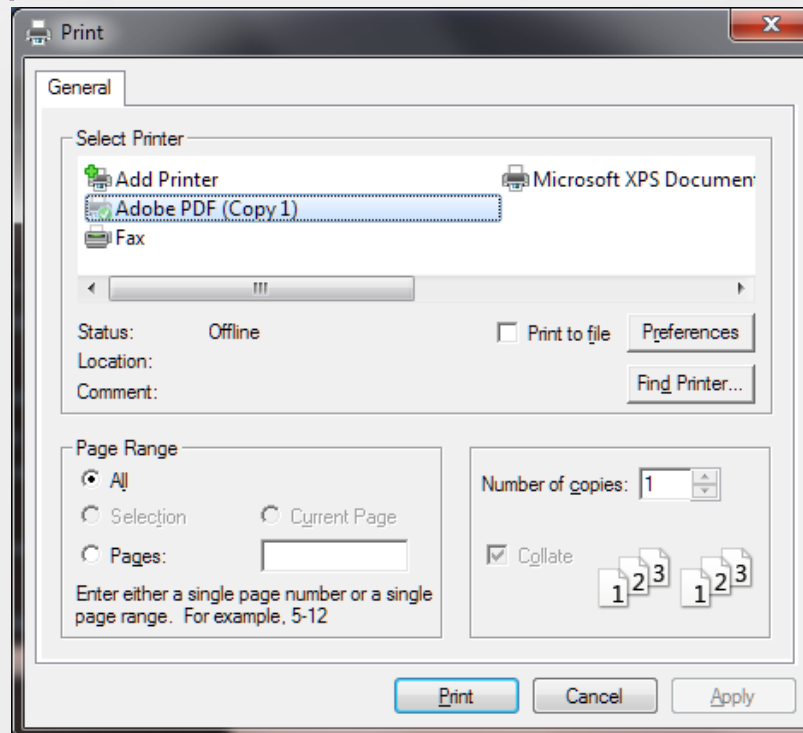 Print
General
Select Printer
Add Printer
Microsoft XPS Documen
Adobe PDF (Copy 1)
Fax
Status: Offline
Print to file
Preferences
Location:
Comment:
Find Printer...
Page Range
All
Selection
Current Page
Pages:
Enter either a single page number or a single
page range. For example, 5-12
Number of copies: 1
Collate
1 2 3 1 2 3
Print Cancel Apply